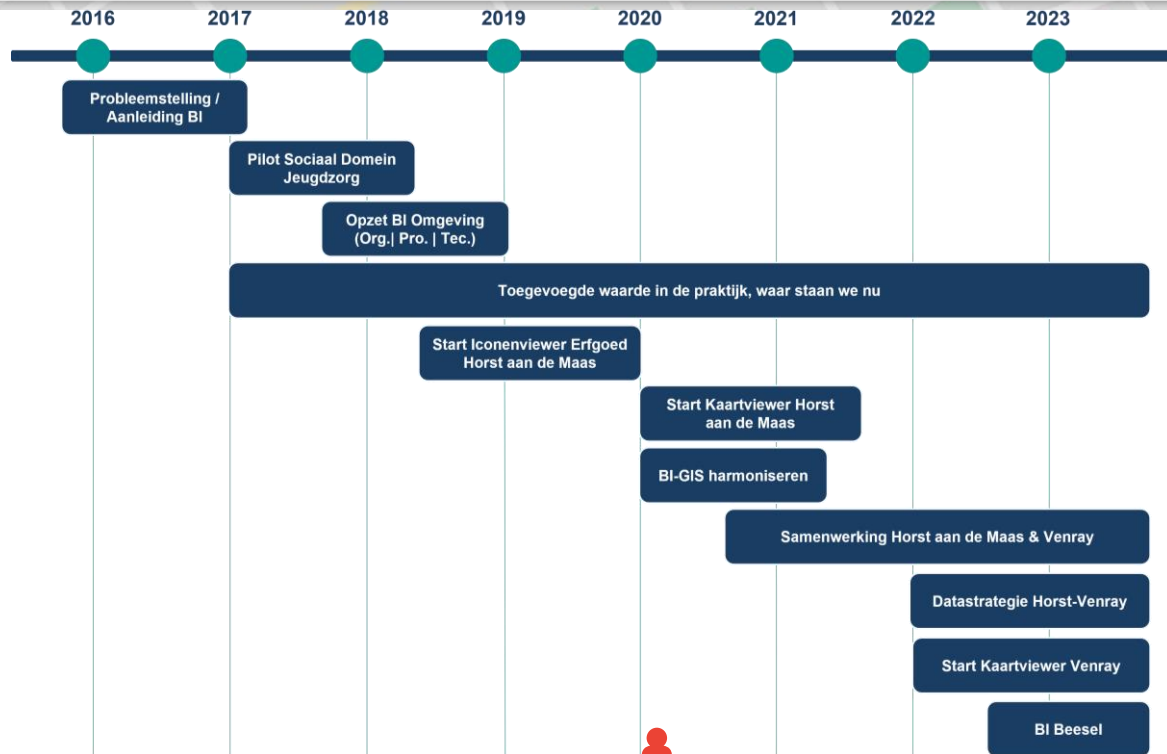 2016 2017 2018 2019 2020 2021 2022 2023
Probleemstelling /
Aanleiding BI
Pilot Sociaal Domein
Jeugdzorg
Opzet BI Omgeving
(Org.| Pro. | Tec.)
Toegevoegde waarde in de praktijk, waar staan we nu
Start Iconenviewer Erfgoed
Horst aan de Maas
Start Kaartviewer Horst
aan de Maas
BI-GIS harmoniseren
Samenwerking Horst aan de Maas & Venray
Datastrategie Horst-Venray
Start Kaartviewer Venray
BI Beesel